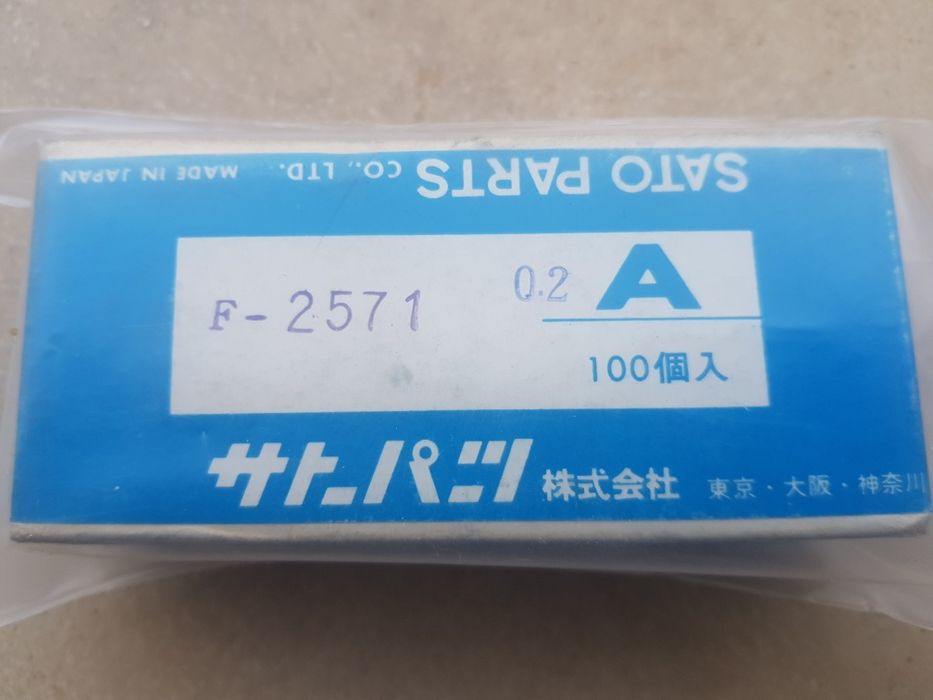 SATO PARTS CO., LTD. MADE IN JAPAN
F-2571 0.2 A
100個入
サトーパーツ 株式会社 東京・大阪・神奈川